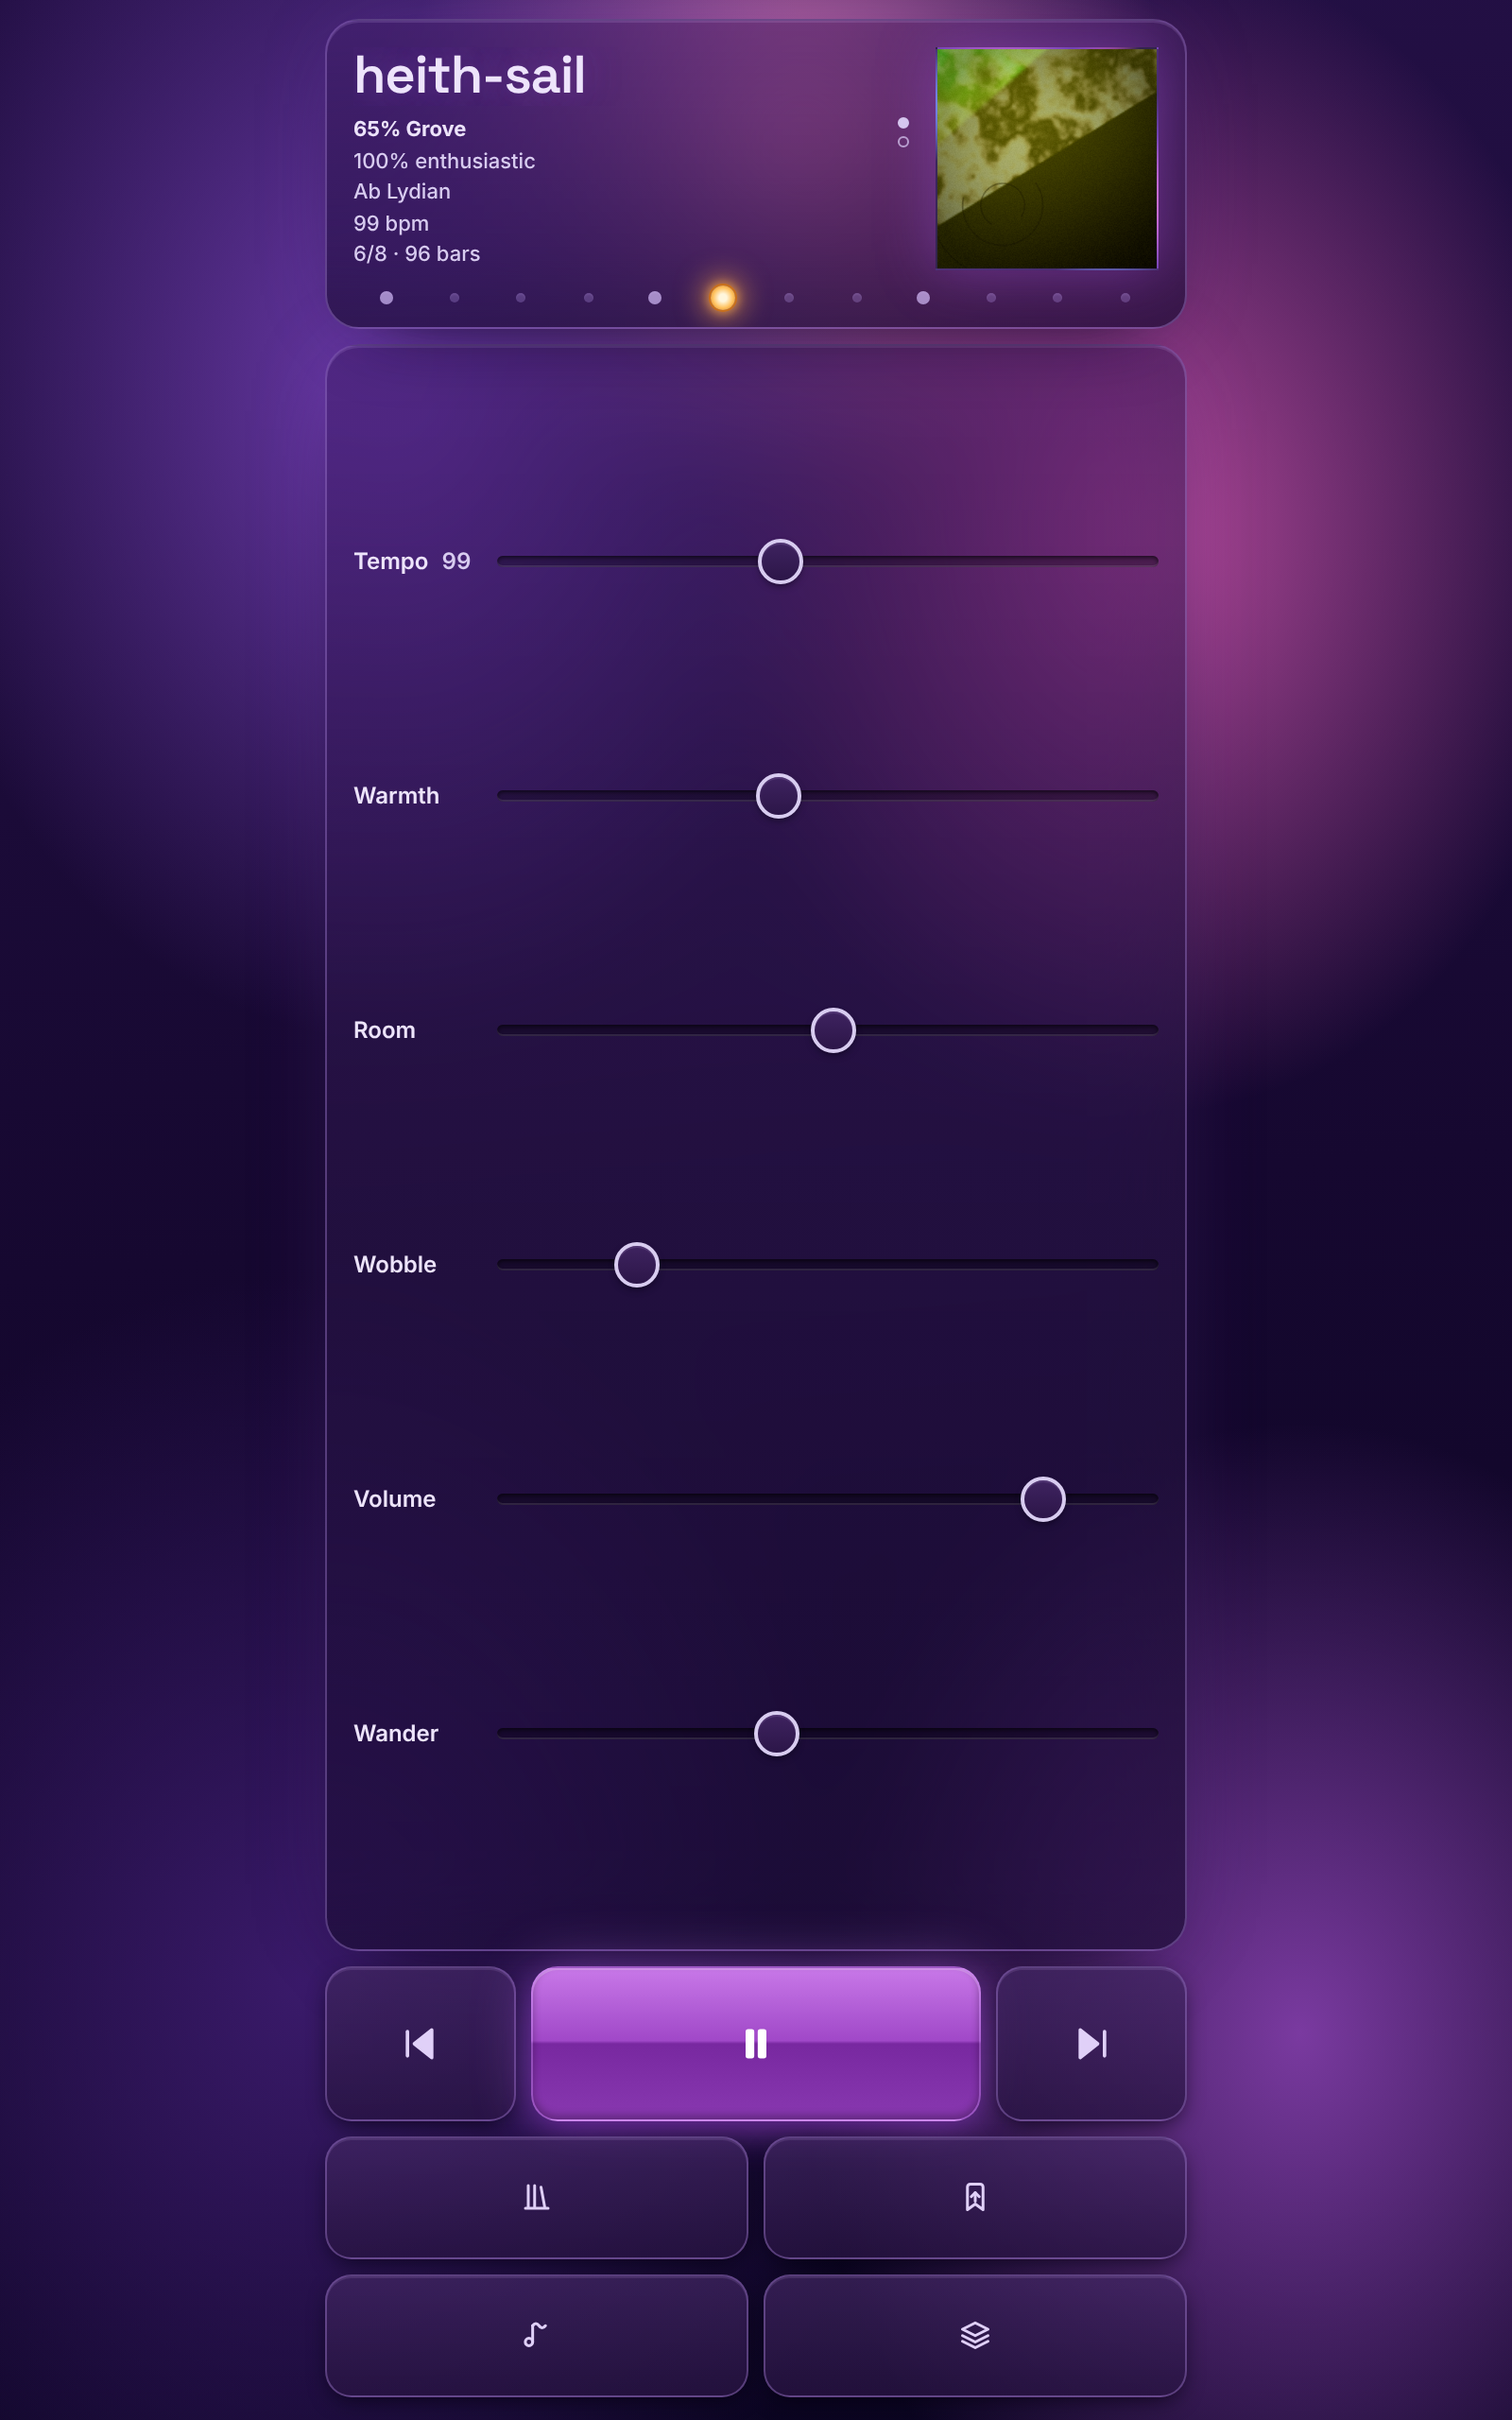 heith-sail
65% Grove
100% enthusiastic
Ab Lydian
99 bpm
6/8 · 96 bars
Tempo 99
Warmth
Room
Wobble
Volume
Wander